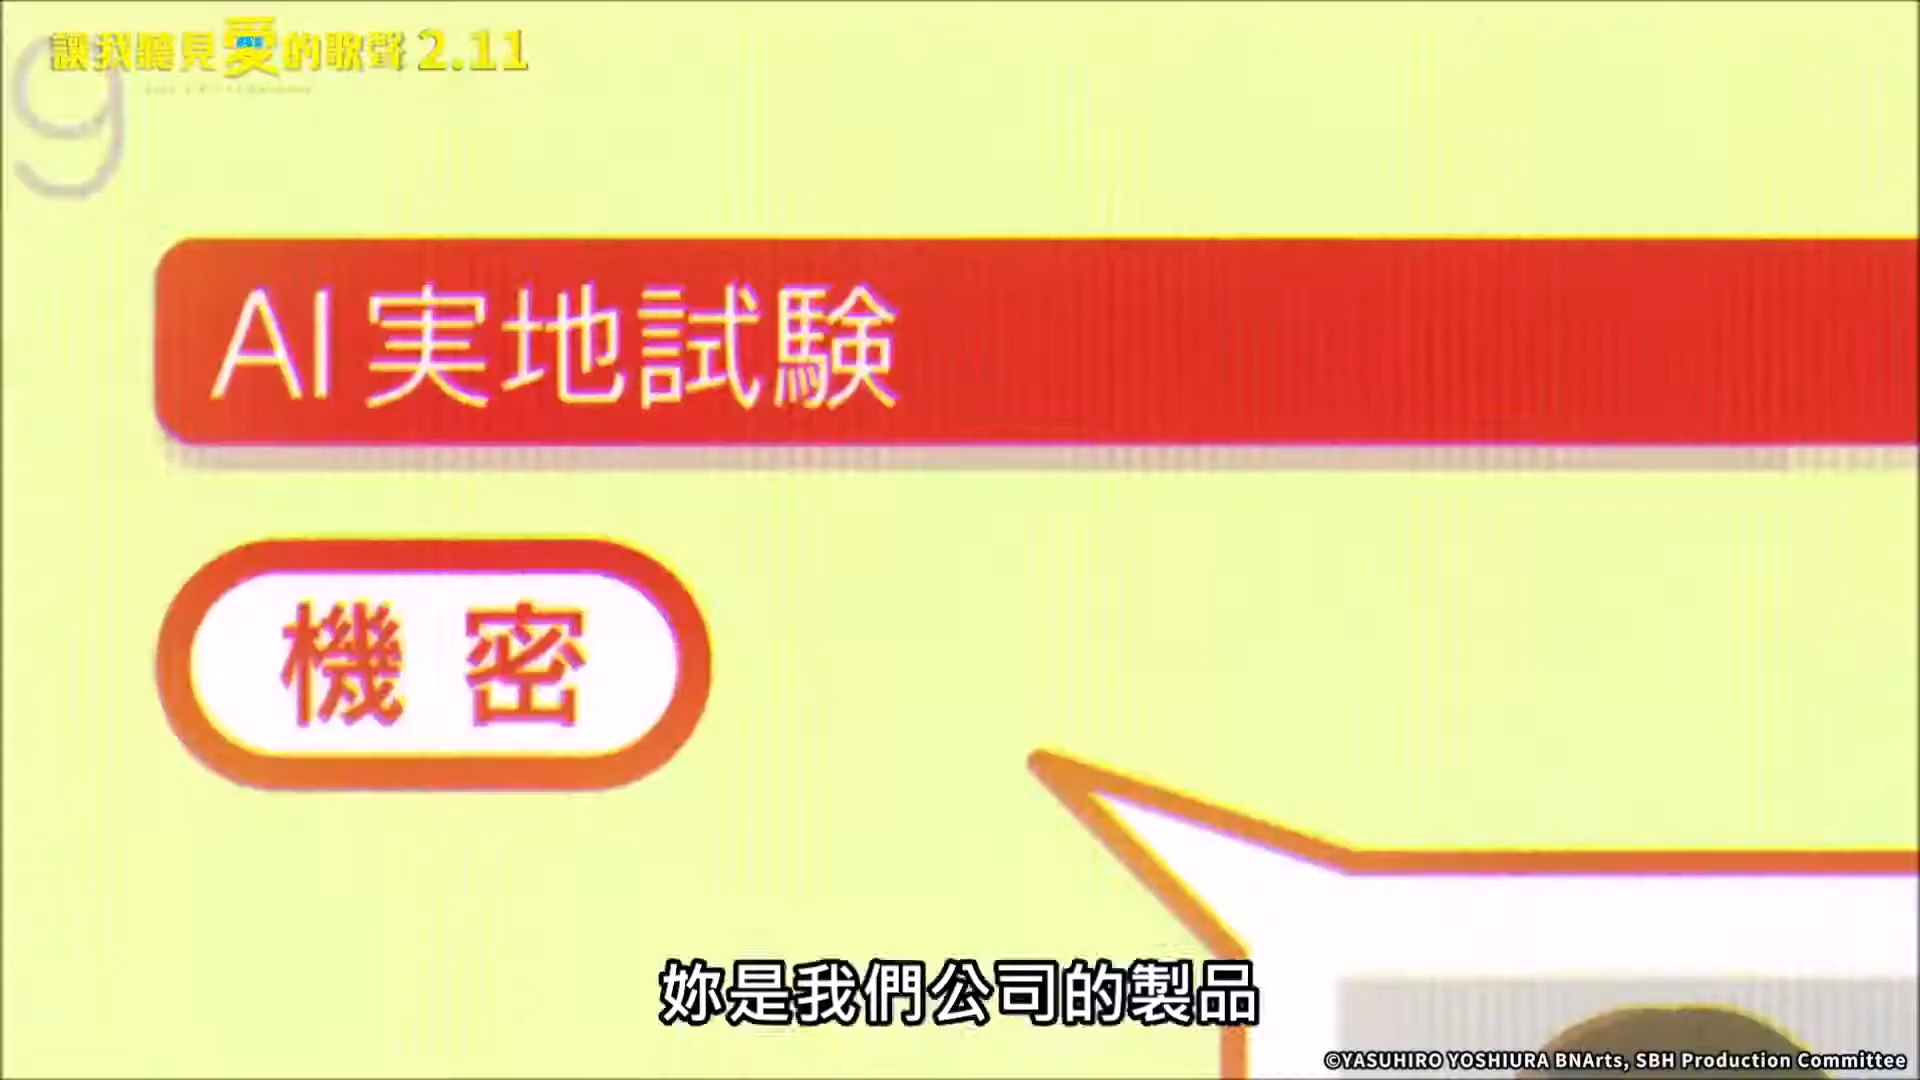 讓我聽見愛的歌聲 2.11
9
AI実地試験
機密
妳是我們公司的製品
©YASUHIRO YOSHIURA BNArts, SBH Production Committee